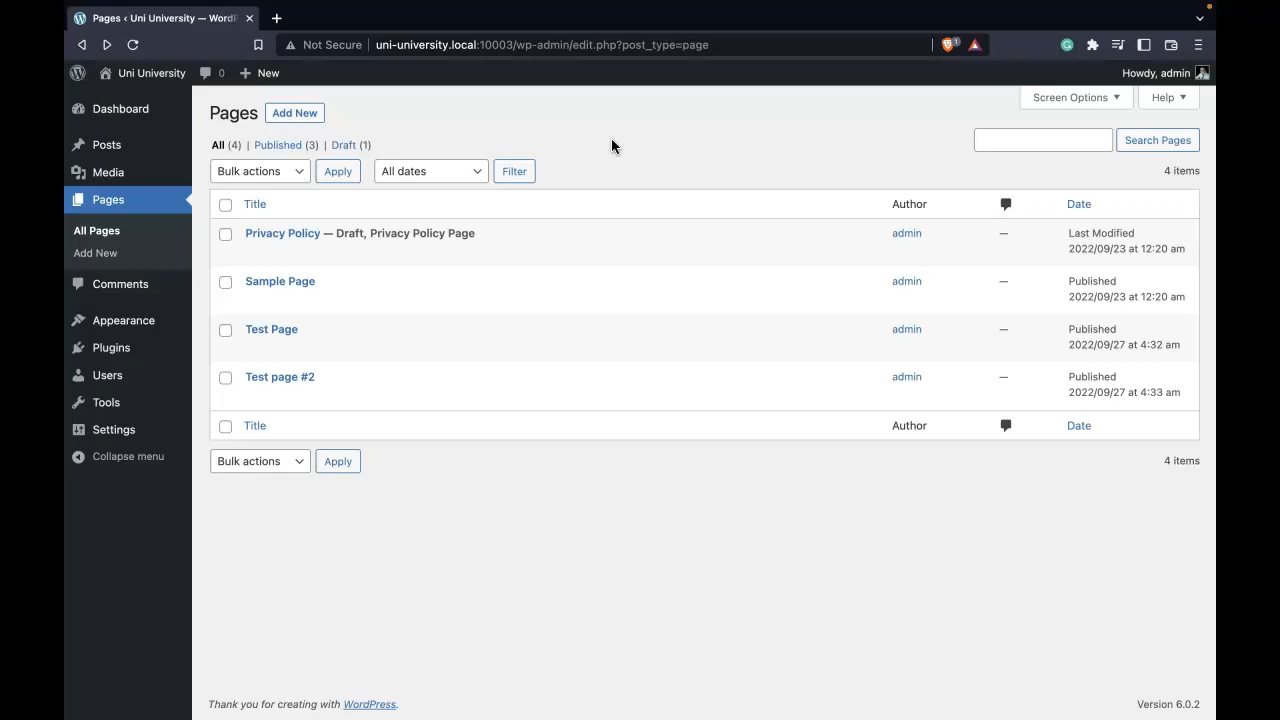 Pages ‹ Uni University — WordP
Not Secure uni-university.local:10003/wp-admin/edit.php?post_type=page 1
Uni University 0 New Howdy, admin
Dashboard
Posts
Media
Pages
All Pages
Add New
Comments
Appearance
Plugins
Users
Tools
Settings
Collapse menu
Screen Options Help
Pages Add New
All (4) | Published (3) | Draft (1)
Search Pages
Bulk actions Apply All dates Filter 4 items
Title Author Date
Privacy Policy — Draft, Privacy Policy Page admin — Last Modified
2022/09/23 at 12:20 am
Sample Page admin — Published
2022/09/23 at 12:20 am
Test Page admin — Published
2022/09/27 at 4:32 am
Test page #2 admin — Published
2022/09/27 at 4:33 am
Title Author Date
Bulk actions Apply 4 items
Thank you for creating with WordPress. Version 6.0.2